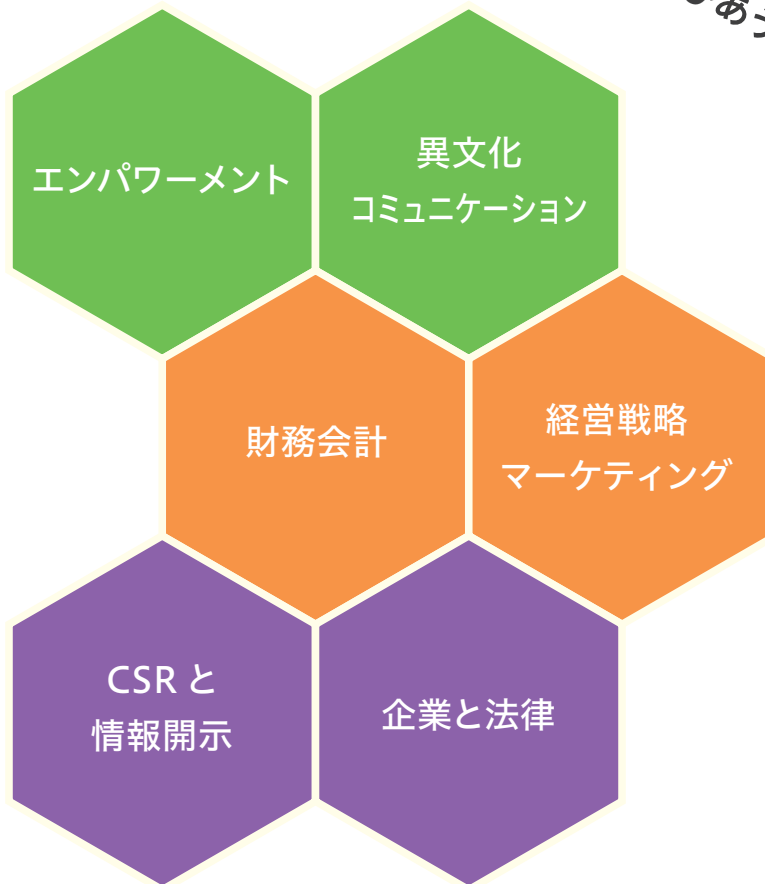 エンパワーメント
異文化
コミュニケーション
財務会計
経営戦略
マーケティング
CSR と
情報開示
企業と法律